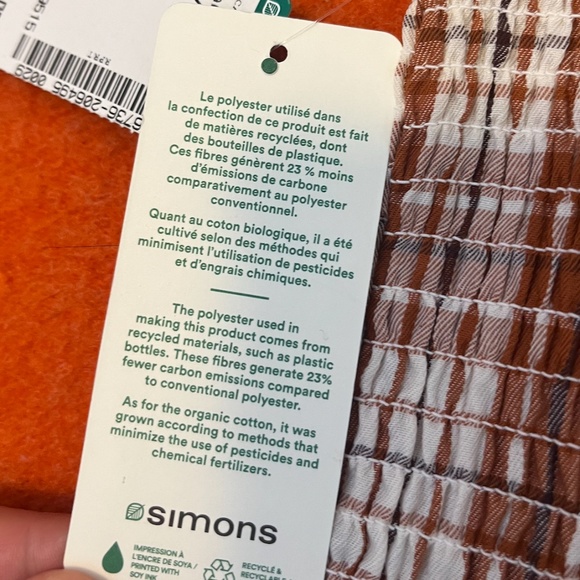 Le polyester utilisé dans
la confection de ce produit est fait
de matières recyclées, dont
des bouteilles de plastique.
Ces fibres génèrent 23 % moins
d'émissions de carbone
comparativement au polyester
conventionnel.
Quant au coton biologique, il a été
cultivé selon des méthodes qui
minimisent l'utilisation de pesticides
et d'engrais chimiques.
The polyester used in
making this product comes from
recycled materials, such as plastic
bottles. These fibres generate 23%
fewer carbon emissions compared
to conventional polyester.
As for the organic cotton, it was
grown according to methods that
minimize the use of pesticides and
chemical fertilizers.
simons
IMPRESSION À
L'ENCRE DE SOYA /
PRINTED WITH
SOY INK
RECYCLÉ &
6736-206496 0029